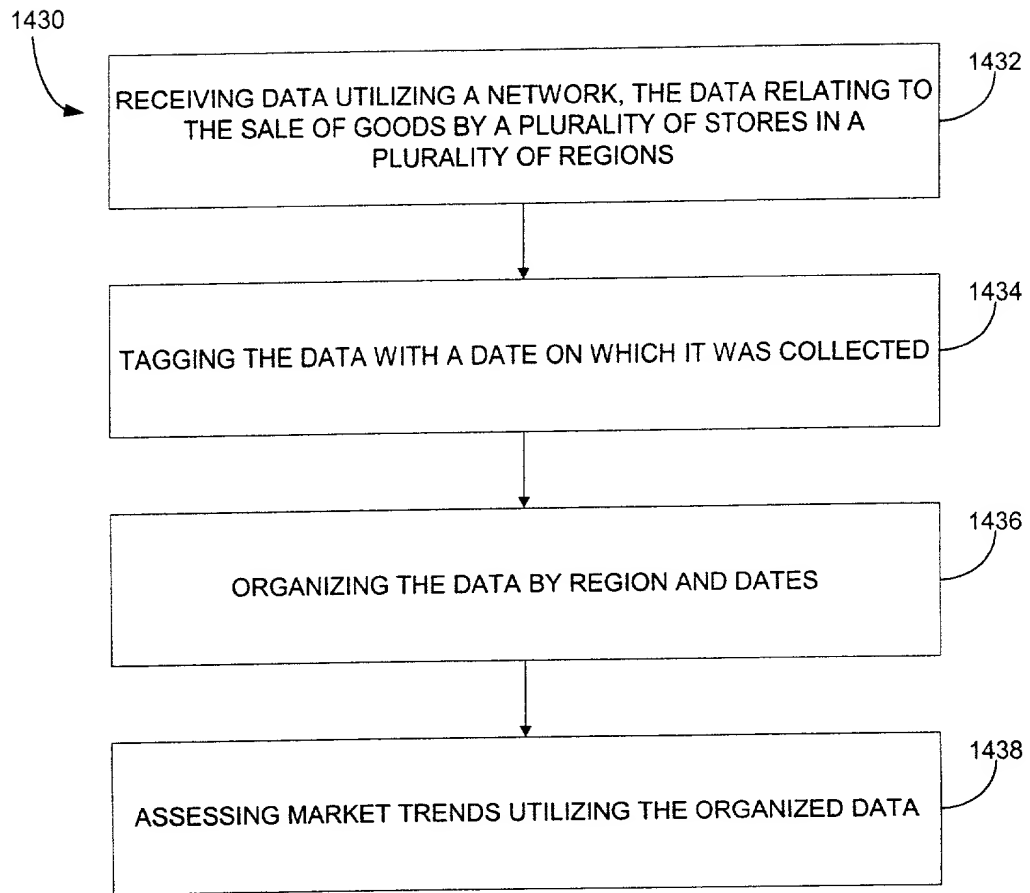 1430
1432
RECEIVING DATA UTILIZING A NETWORK, THE DATA RELATING TO
THE SALE OF GOODS BY A PLURALITY OF STORES IN A
PLURALITY OF REGIONS
1434
TAGGING THE DATA WITH A DATE ON WHICH IT WAS COLLECTED
1436
ORGANIZING THE DATA BY REGION AND DATES
1438
ASSESSING MARKET TRENDS UTILIZING THE ORGANIZED DATA